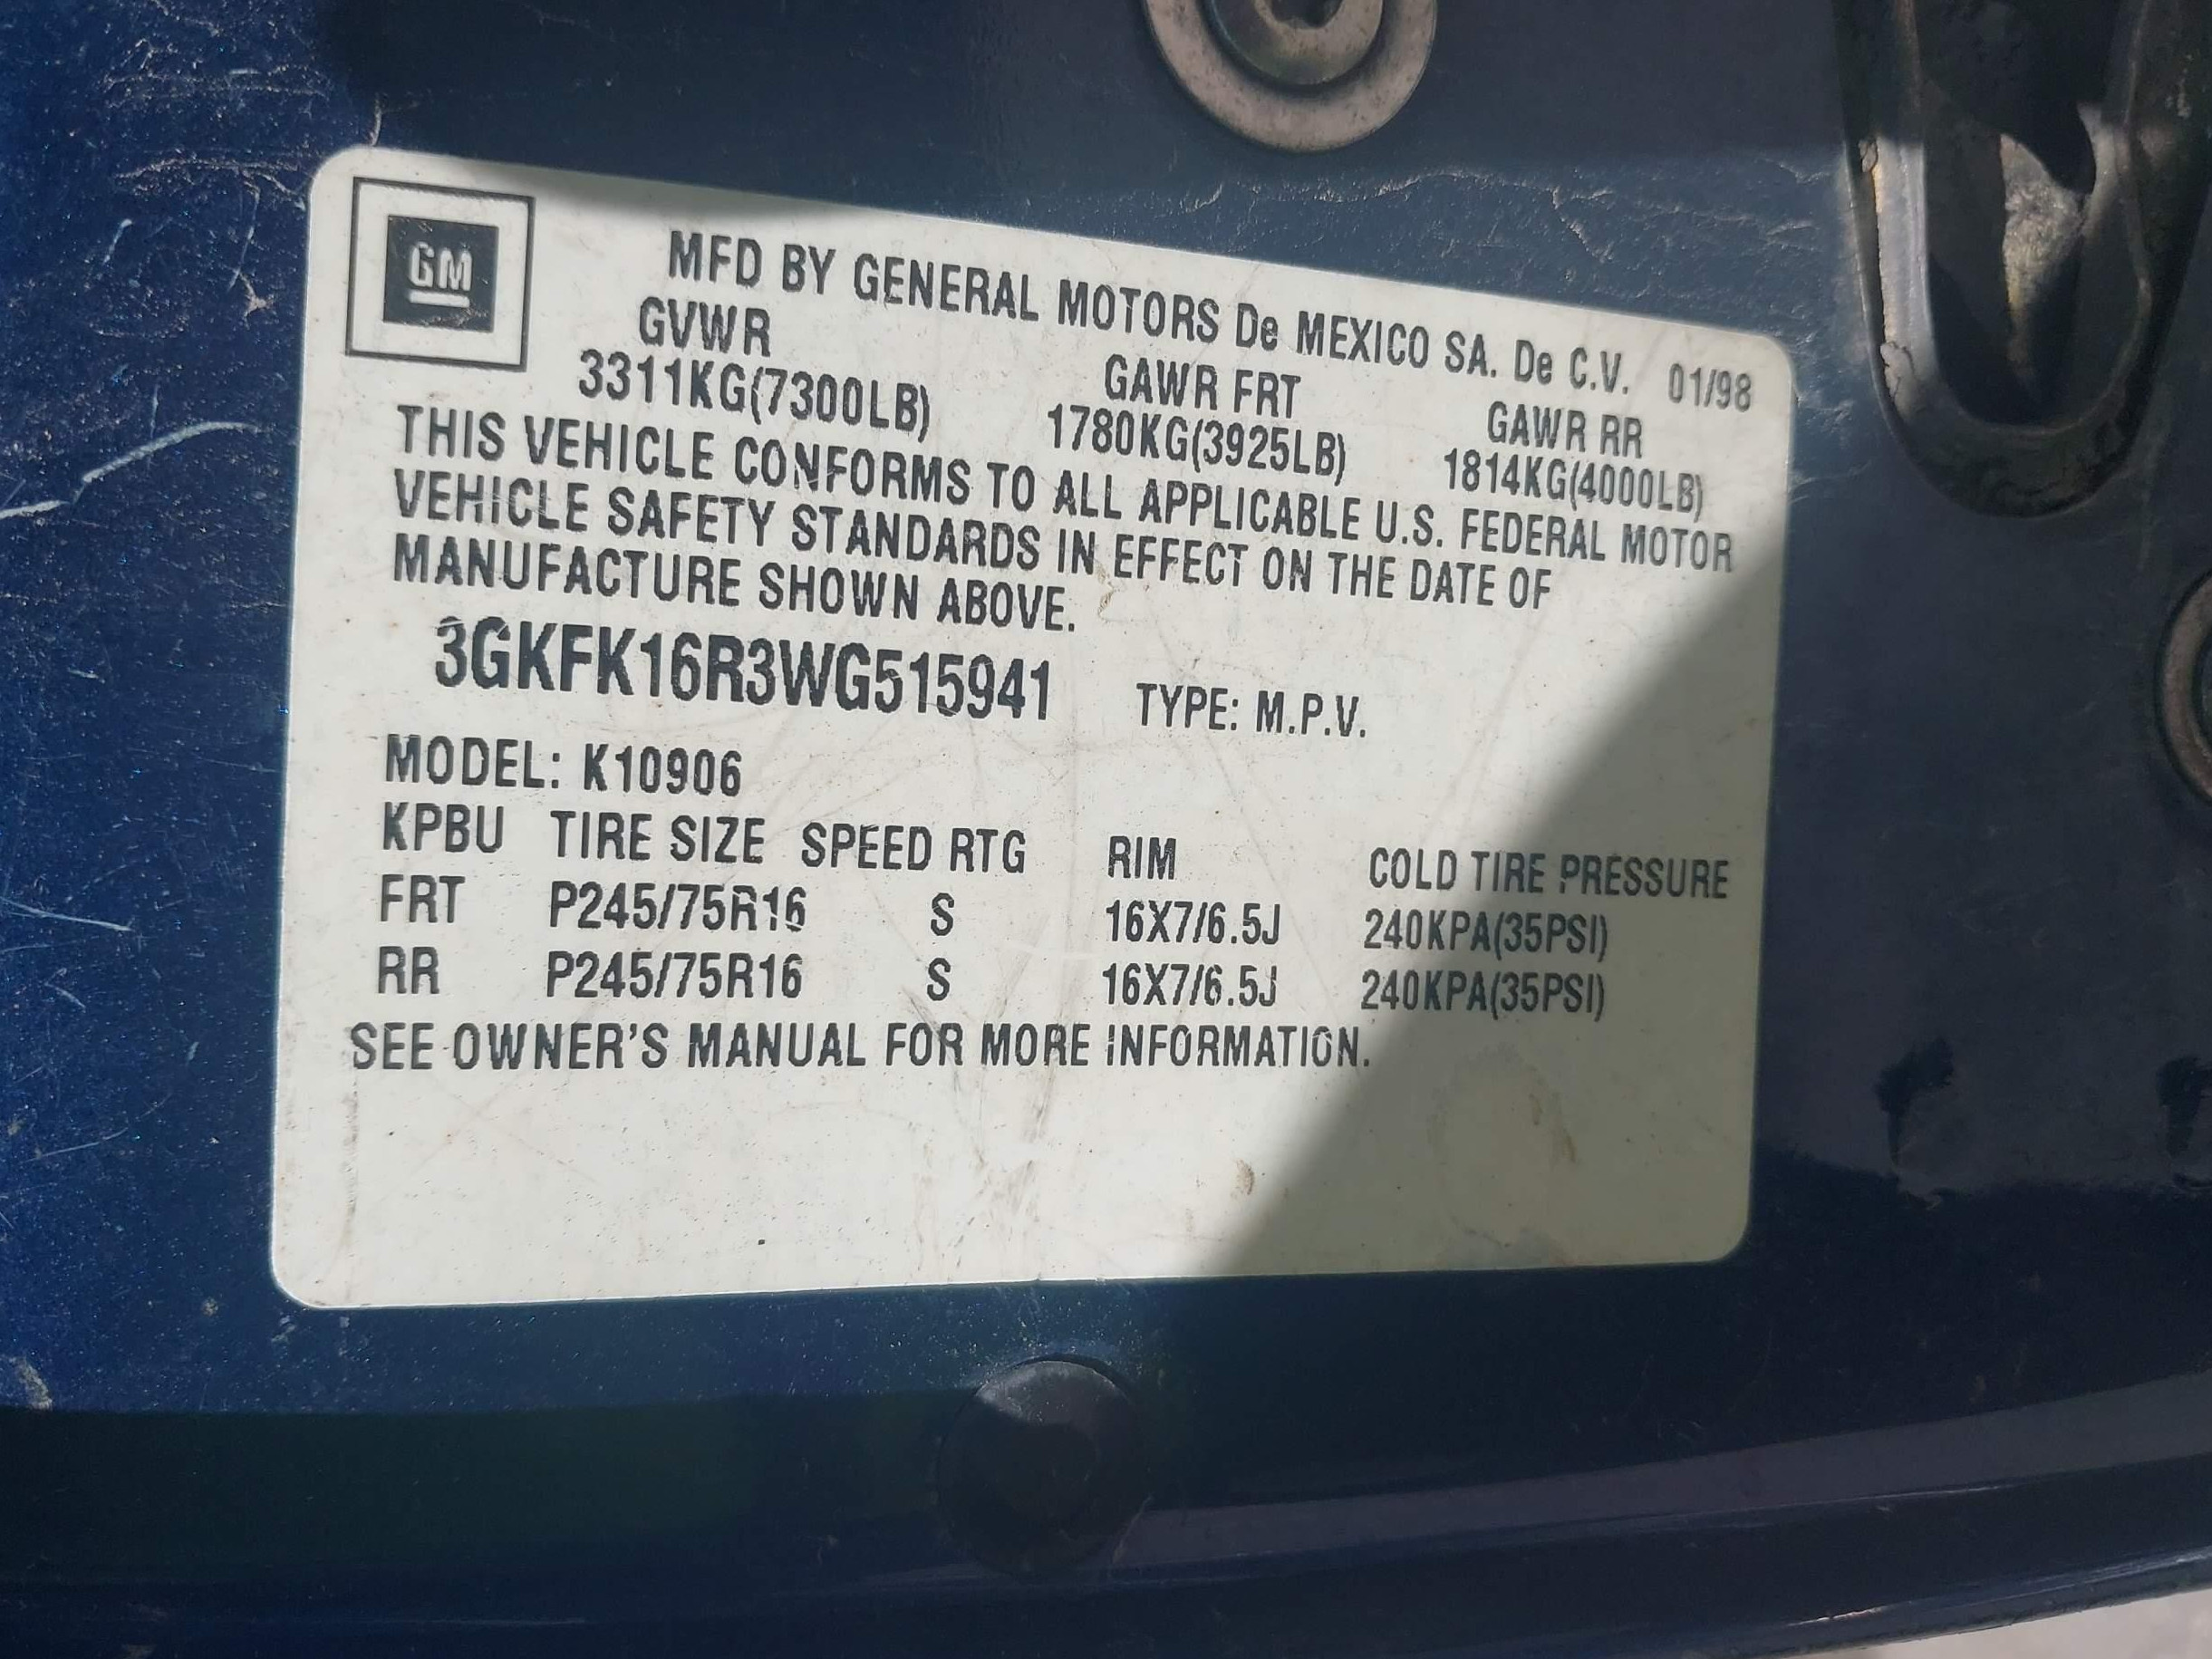 GM
MFD BY GENERAL MOTORS De MEXICO SA. De C.V. 01/98
GVWR GAWR FRT GAWR RR
3311KG(7300LB) 1780KG(3925LB) 1814KG(4000LB)
THIS VEHICLE CONFORMS TO ALL APPLICABLE U.S. FEDERAL MOTOR
VEHICLE SAFETY STANDARDS IN EFFECT ON THE DATE OF
MANUFACTURE SHOWN ABOVE.
3GKFK16R3WG515941 TYPE: M.P.V.
MODEL: K10906
KPBU TIRE SIZE SPEED RTG RIM COLD TIRE PRESSURE
FRT P245/75R16 S 16X7/6.5J 240KPA(35PSI)
RR P245/75R16 S 16X7/6.5J 240KPA(35PSI)
SEE OWNER'S MANUAL FOR MORE INFORMATION.